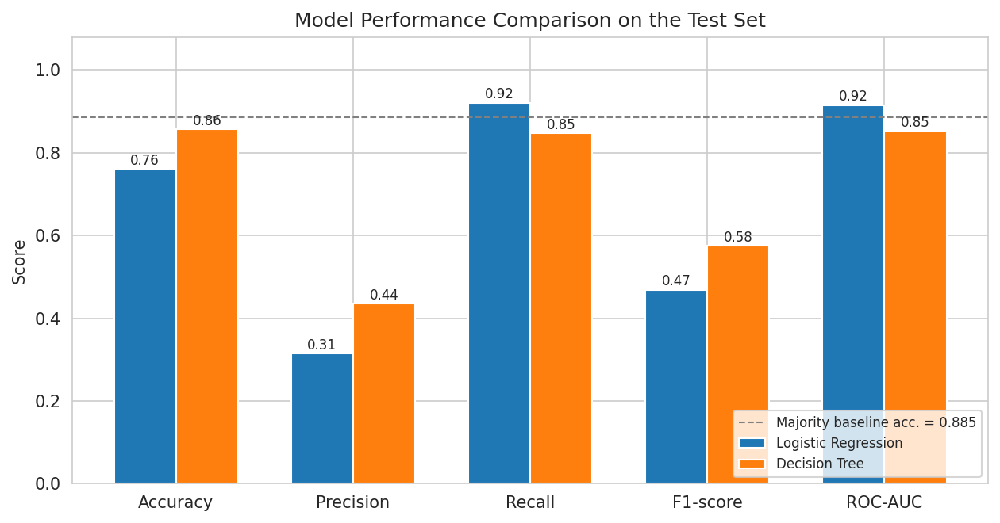 Model Performance Comparison on the Test Set
Score
1.0
0.8
0.6
0.4
0.2
0.0
0.76
0.86
0.31
0.44
0.92
0.85
0.47
0.58
0.92
0.85
Accuracy
Precision
Recall
F1-score
ROC-AUC
Majority baseline acc. = 0.885
Logistic Regression
Decision Tree